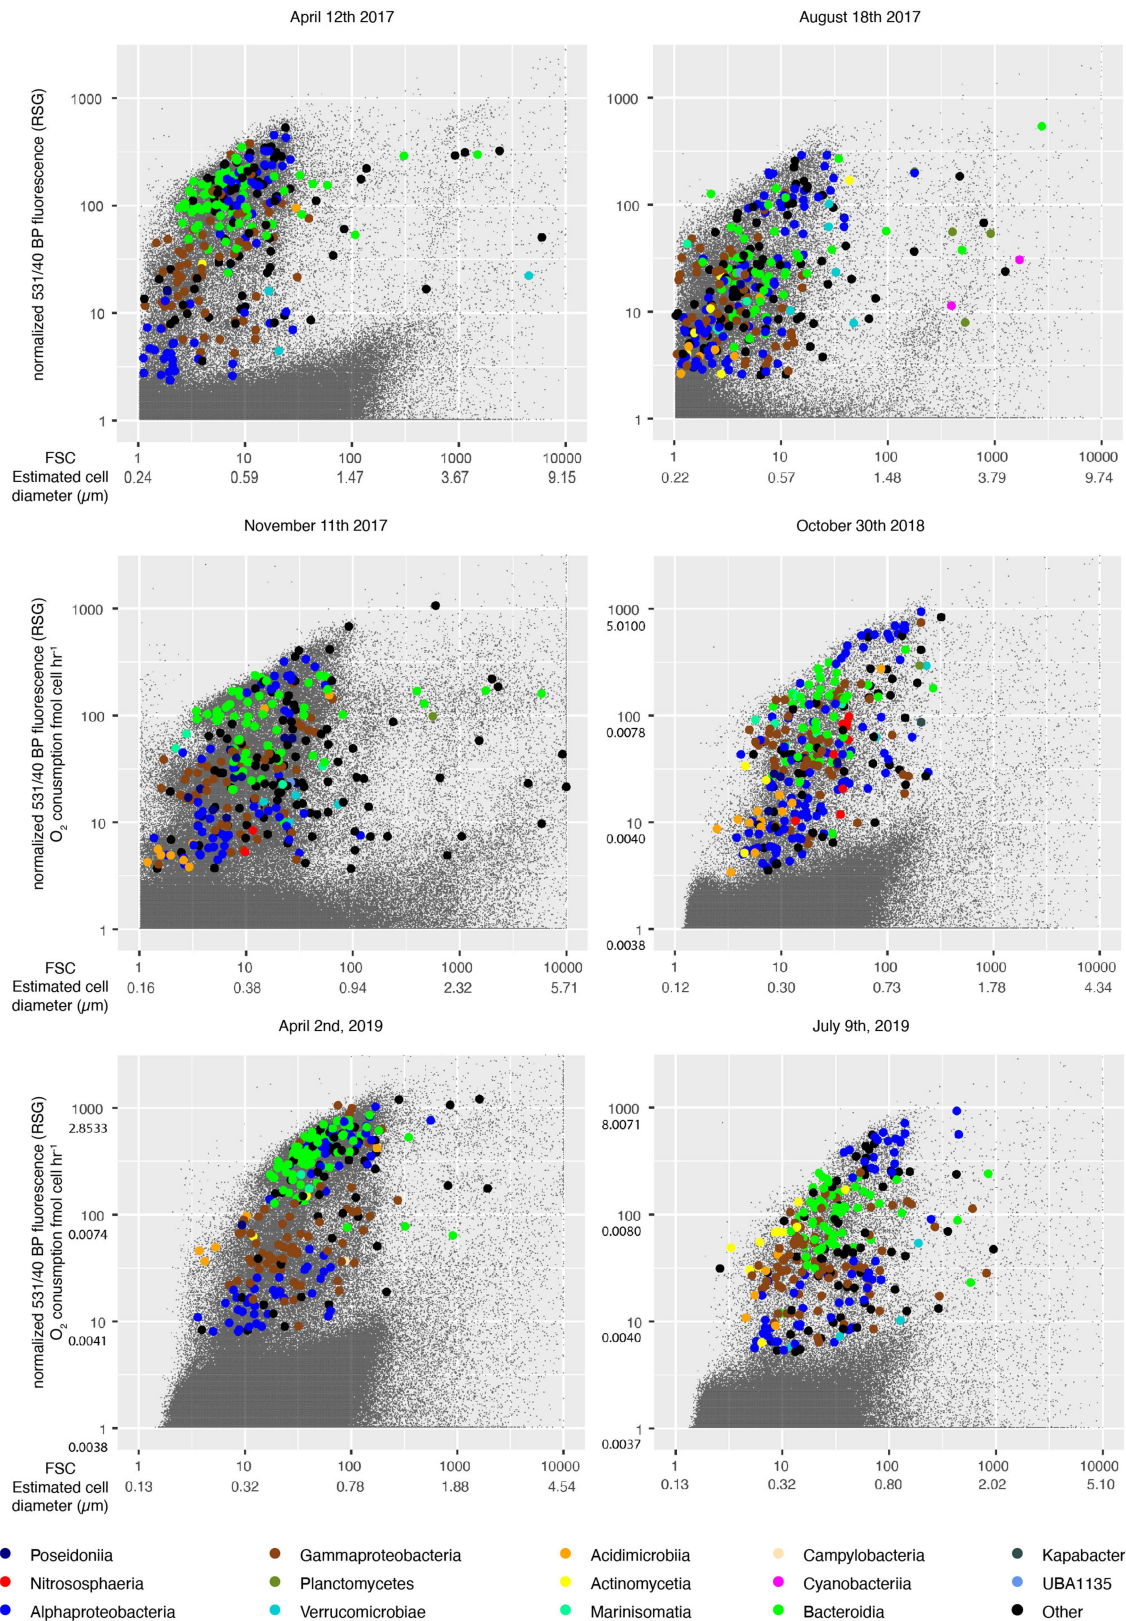 April 12th 2017
August 18th 2017
normalized 531/40 BP fluorescence (RSG)
1000
100
10
1
1000
100
10
1
FSC
1 10 100 1000 10000
1 10 100 1000 10000
Estimated cell
diameter (µm)
0.24 0.59 1.47 3.67 9.15
0.22 0.57 1.48 3.79 9.74
November 11th 2017
October 30th 2018
normalized 531/40 BP fluorescence (RSG)
O2 conusmption fmol cell hr-1
1000
100
10
1
1000
5.0100
100
0.0078
10
0.0040
1
0.0038
FSC
1 10 100 1000 10000
1 10 100 1000 10000
Estimated cell
diameter (µm)
0.16 0.38 0.94 2.32 5.71
0.12 0.30 0.73 1.78 4.34
April 2nd, 2019
July 9th, 2019
normalized 531/40 BP fluorescence (RSG)
O2 conusmption fmol cell hr-1
1000
2.8533
100
0.0074
10
0.0041
1
0.0038
1000
8.0071
100
0.0080
10
0.0040
1
0.0037
FSC
1 10 100 1000 10000
1 10 100 1000 10000
Estimated cell
diameter (µm)
0.13 0.32 0.78 1.88 4.54
0.13 0.32 0.80 2.02 5.10
Poseidoniia Gammaproteobacteria Acidimicrobiia Campylobacteria Kapabacter
Nitrososphaeria Planctomycetes Actinomycetia Cyanobacteriia UBA1135
Alphaproteobacteria Verrucomicrobiae Marinisomatia Bacteroidia Other